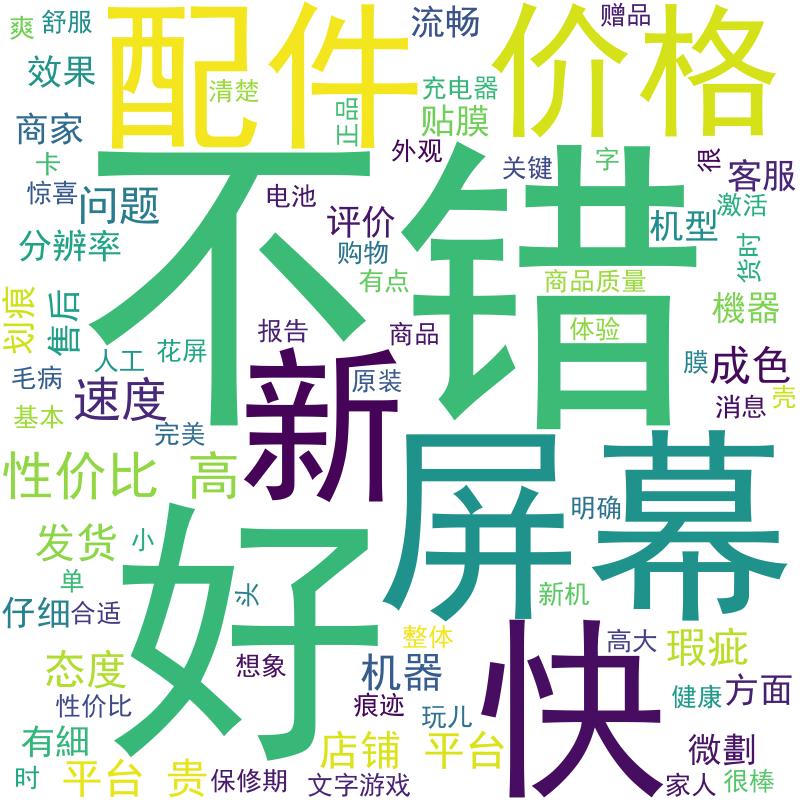 爽
舒服
配件
流畅
价格
赠品
效果
清楚
充电器
商家
正品
贴膜
卡
外观
关键
字
很
客服
惊喜
问题
不错
电池
评价
机型
激活
分辨率
购物
有点
商品质量
货时
划痕
售后
機器
人工
花屏
报告
商品
体验
毛病
速度
新
原装
膜
成色
消息
壳
基本
完美
性价比 高
屏幕
明确
发货
小
好
单
头
新机
仔细
合适
快
整体
高大
瑕疵
态度
想象
机器
健康
方面
性价比
痕迹
玩儿
有細
店铺 平台
微劃
时
平台 贵
保修期
文字游戏
家人
很棒